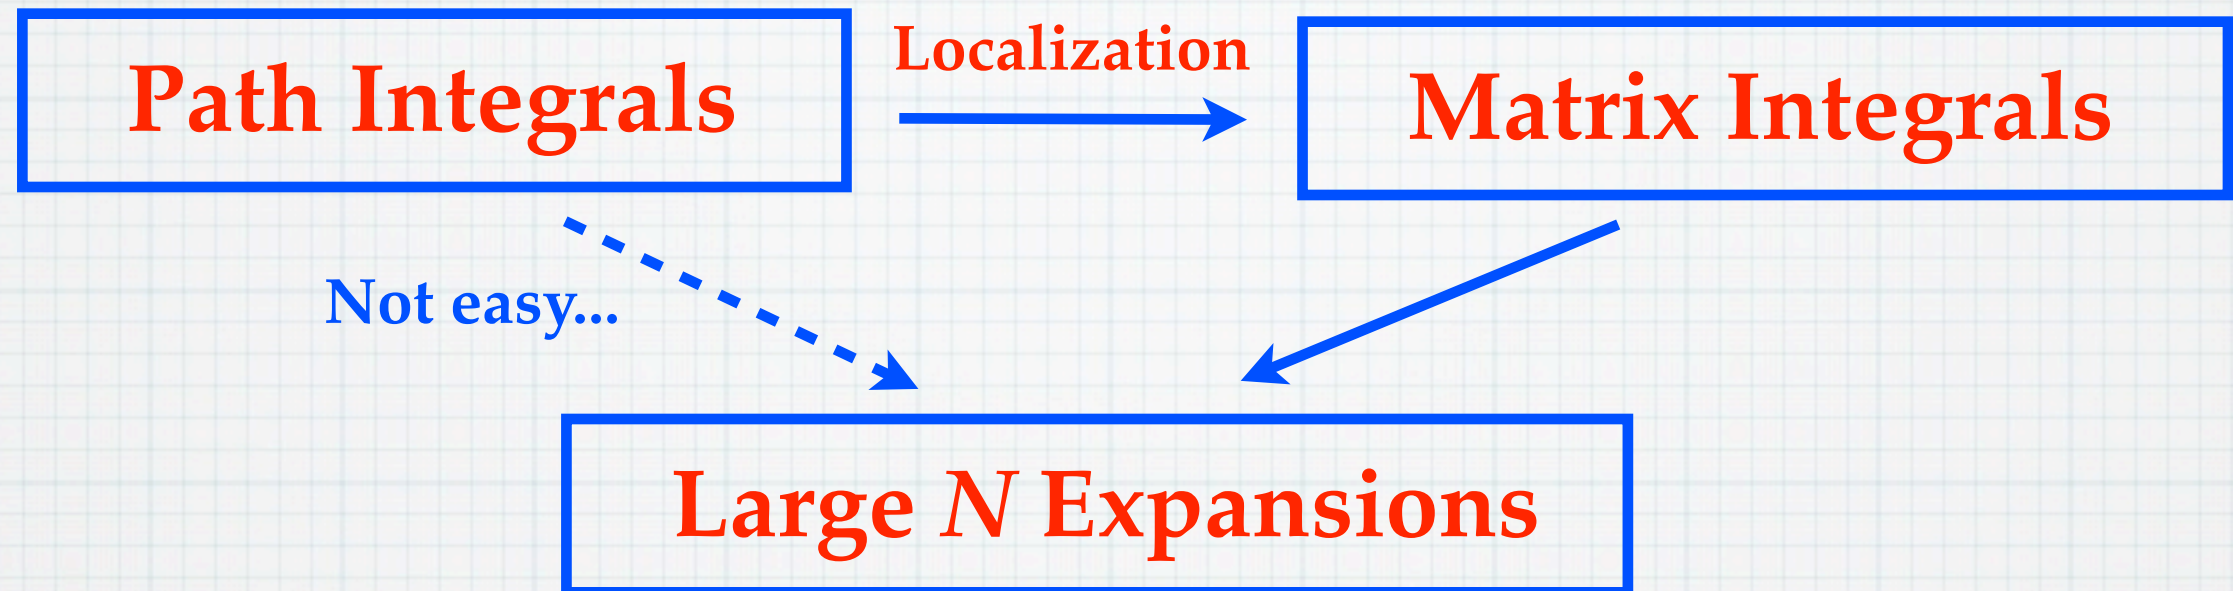 Path Integrals
Localization
Matrix Integrals
Not easy...
Large N Expansions